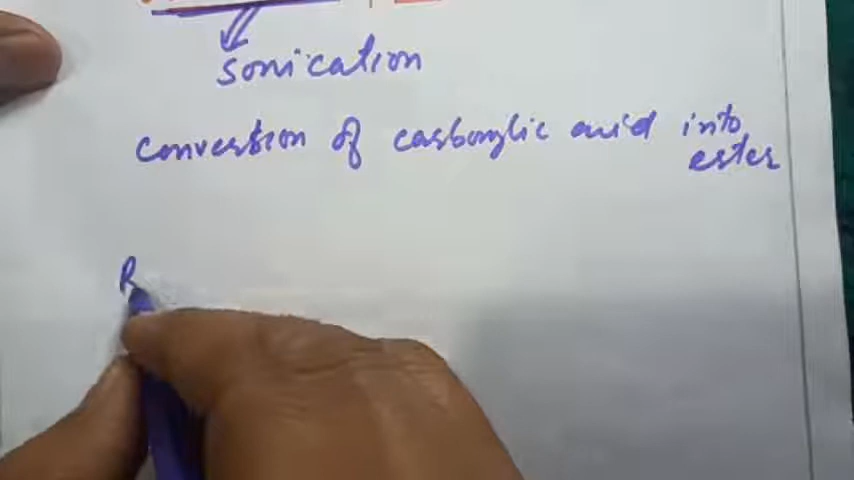 sonication
conversion of carboxylic acid into
ester
R